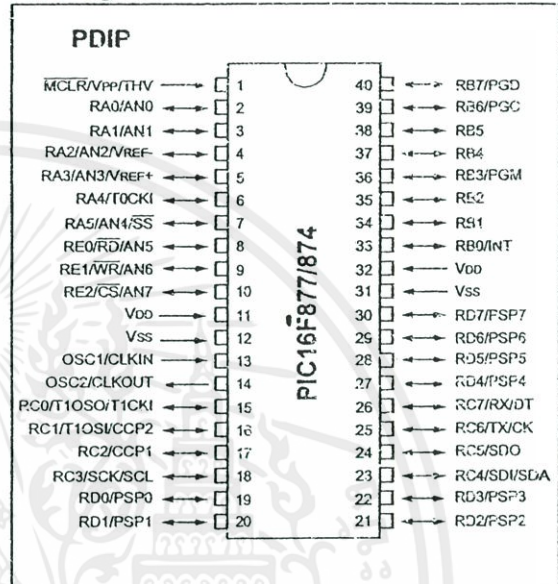 PDIP
MCLR/VPP/THV 1
RA0/AN0 2
RA1/AN1 3
RA2/AN2/VREF- 4
RA3/AN3/VREF+ 5
RA4/T0CKI 6
RA5/AN4/SS 7
RE0/RD/AN5 8
RE1/WR/AN6 9
RE2/CS/AN7 10
VDD 11
VSS 12
OSC1/CLKIN 13
OSC2/CLKOUT 14
RC0/T1OSO/T1CKI 15
RC1/T1OSI/CCP2 16
RC2/CCP1 17
RC3/SCK/SCL 18
RD0/PSP0 19
RD1/PSP1 20
PIC16F877/874
40 RB7/PGD
39 RB6/PGC
38 RB5
37 RB4
36 RB3/PGM
35 RB2
34 RB1
33 RB0/INT
32 VDD
31 VSS
30 RD7/PSP7
29 RD6/PSP6
28 RD5/PSP5
27 RD4/PSP4
26 RC7/RX/DT
25 RC6/TX/CK
24 RC5/SDO
23 RC4/SDI/SDA
22 RD3/PSP3
21 RD2/PSP2